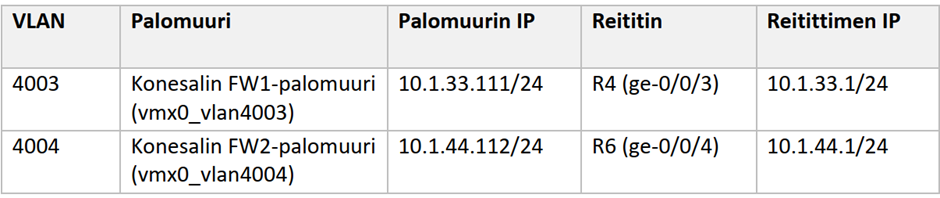 VLAN Palomuuri Palomuurin IP Reititin Reitittimen IP
4003 Konesalin FW1-palomuuri 10.1.33.111/24 R4 (ge-0/0/3) 10.1.33.1/24
(vmx0_vlan4003)
4004 Konesalin FW2-palomuuri 10.1.44.112/24 R6 (ge-0/0/4) 10.1.44.1/24
(vmx0_vlan4004)